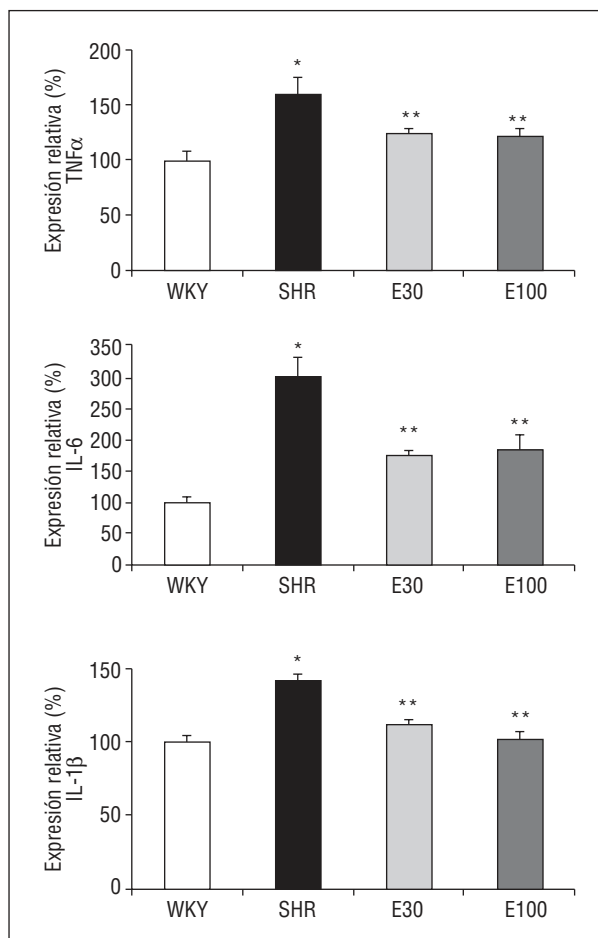 Expresión relativa (%)
TNFα
200
150
100
50
0
*
**
**
WKY SHR E30 E100
Expresión relativa (%)
IL-6
350
300
250
200
150
100
50
0
*
**
**
WKY SHR E30 E100
Expresión relativa (%)
IL-1β
150
100
50
0
*
**
**
WKY SHR E30 E100